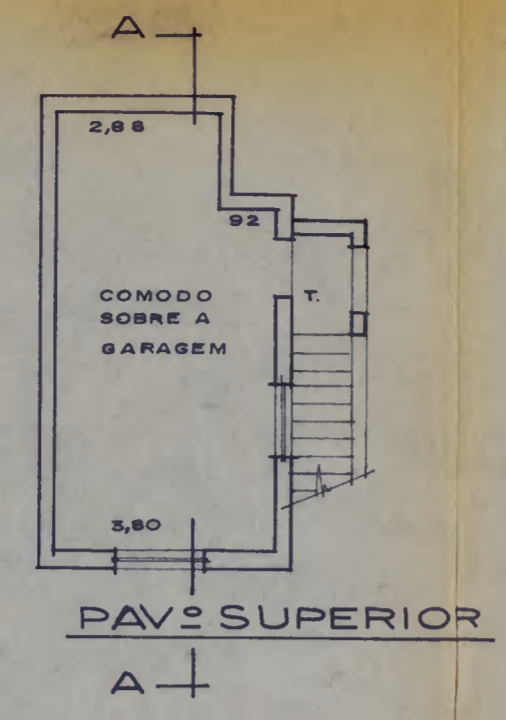 A
2,88
92
COMODO
SOBRE A
GARAGEM
T.
3,80
PAVº SUPERIOR
A